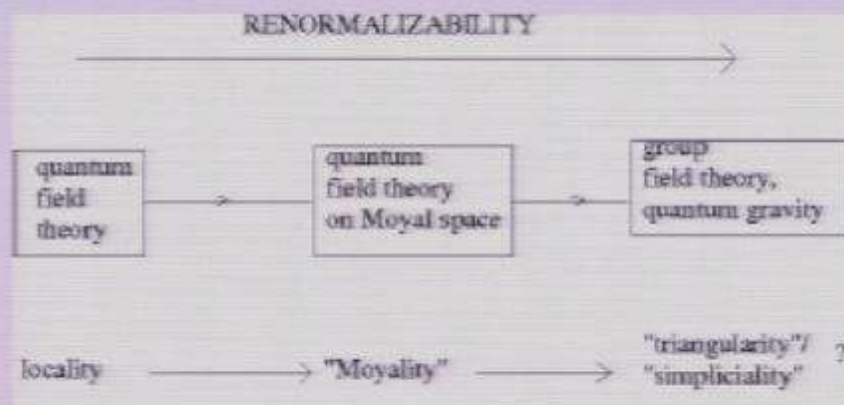 RENORMALIZABILITY
quantum
field
theory
quantum
field theory
on Moyal space
group
field theory,
quantum gravity
locality
"Moyality"
"triangularity"/
"simpliciality"
?